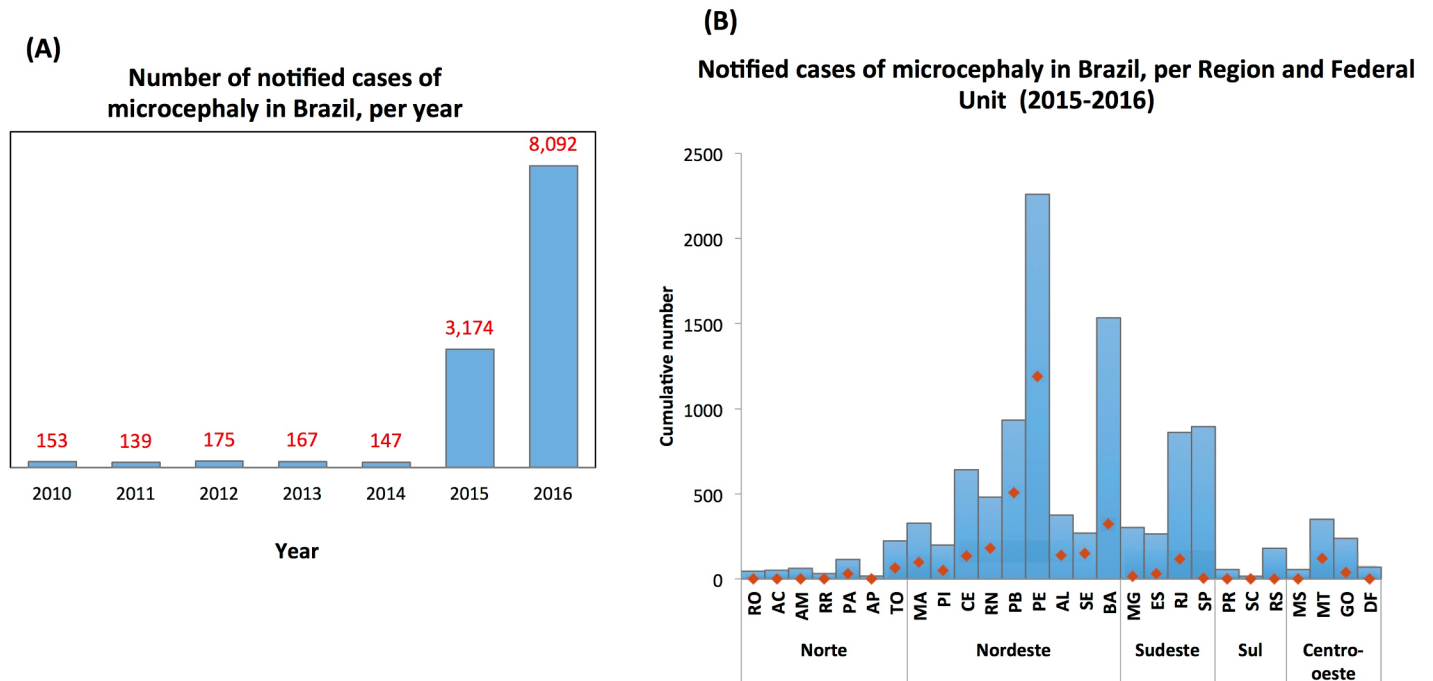 (A)
Number of notified cases of
microcephaly in Brazil, per year
8,092
3,174
153
139
175
167
147
2010
2011
2012
2013
2014
2015
2016
Year
(B)
Notified cases of microcephaly in Brazil, per Region and Federal
Unit (2015-2016)
2500
2000
1500
1000
500
0
Cumulative number
RO
AC
AM
RR
PA
AP
TO
MA
PI
CE
RN
PB
PE
AL
SE
BA
MG
ES
RJ
SP
PR
SC
RS
MS
MT
GO
DF
Norte
Nordeste
Sudeste
Sul
Centro-
oeste